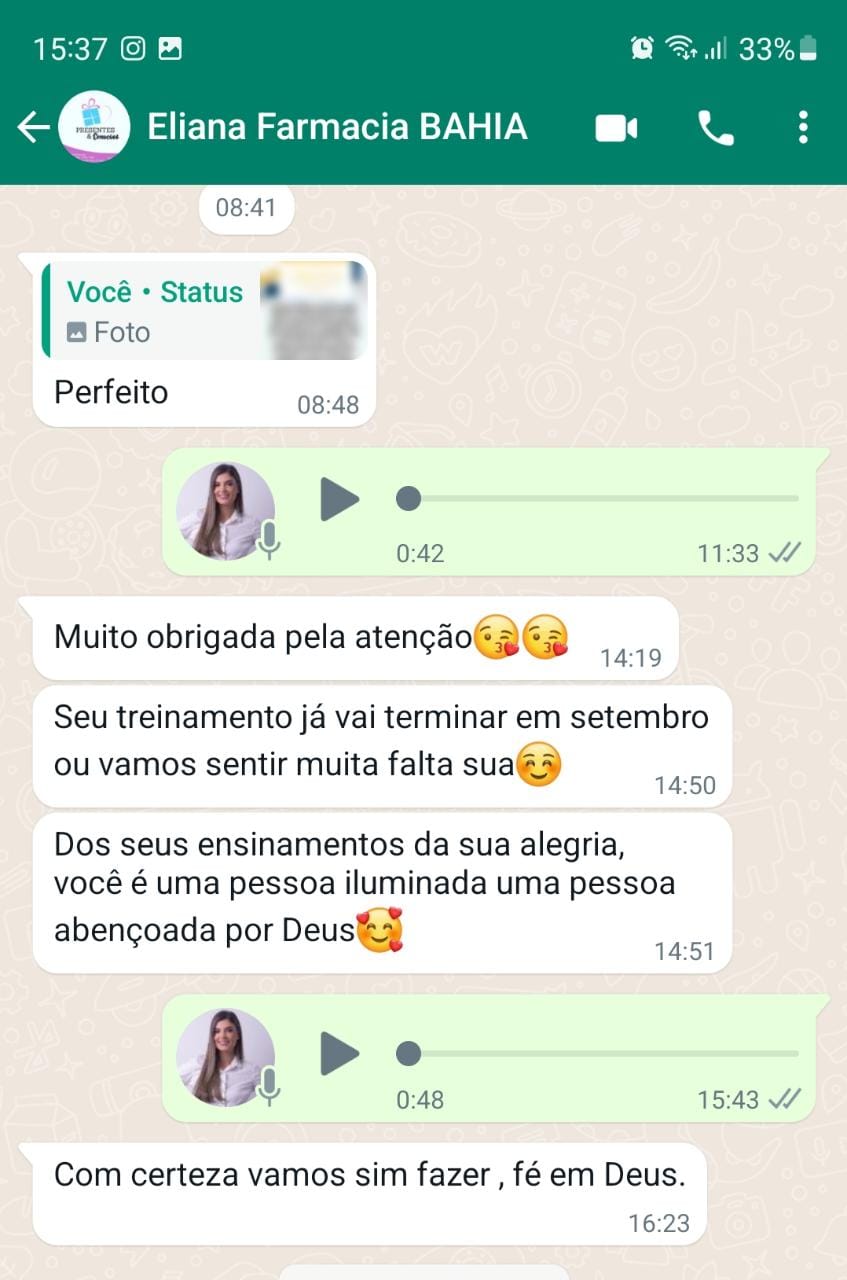 15:37
33%
PRESENTES
Eliana Farmacia BAHIA
08:41
Você • Status
Foto
Perfeito
08:48
0:42
11:33
Muito obrigada pela atenção😘😘
14:19
Seu treinamento já vai terminar em setembro
ou vamos sentir muita falta sua☺️
14:50
Dos seus ensinamentos da sua alegria,
você é uma pessoa iluminada uma pessoa
abençoada por Deus🥰
14:51
0:48
15:43
Com certeza vamos sim fazer , fé em Deus.
16:23